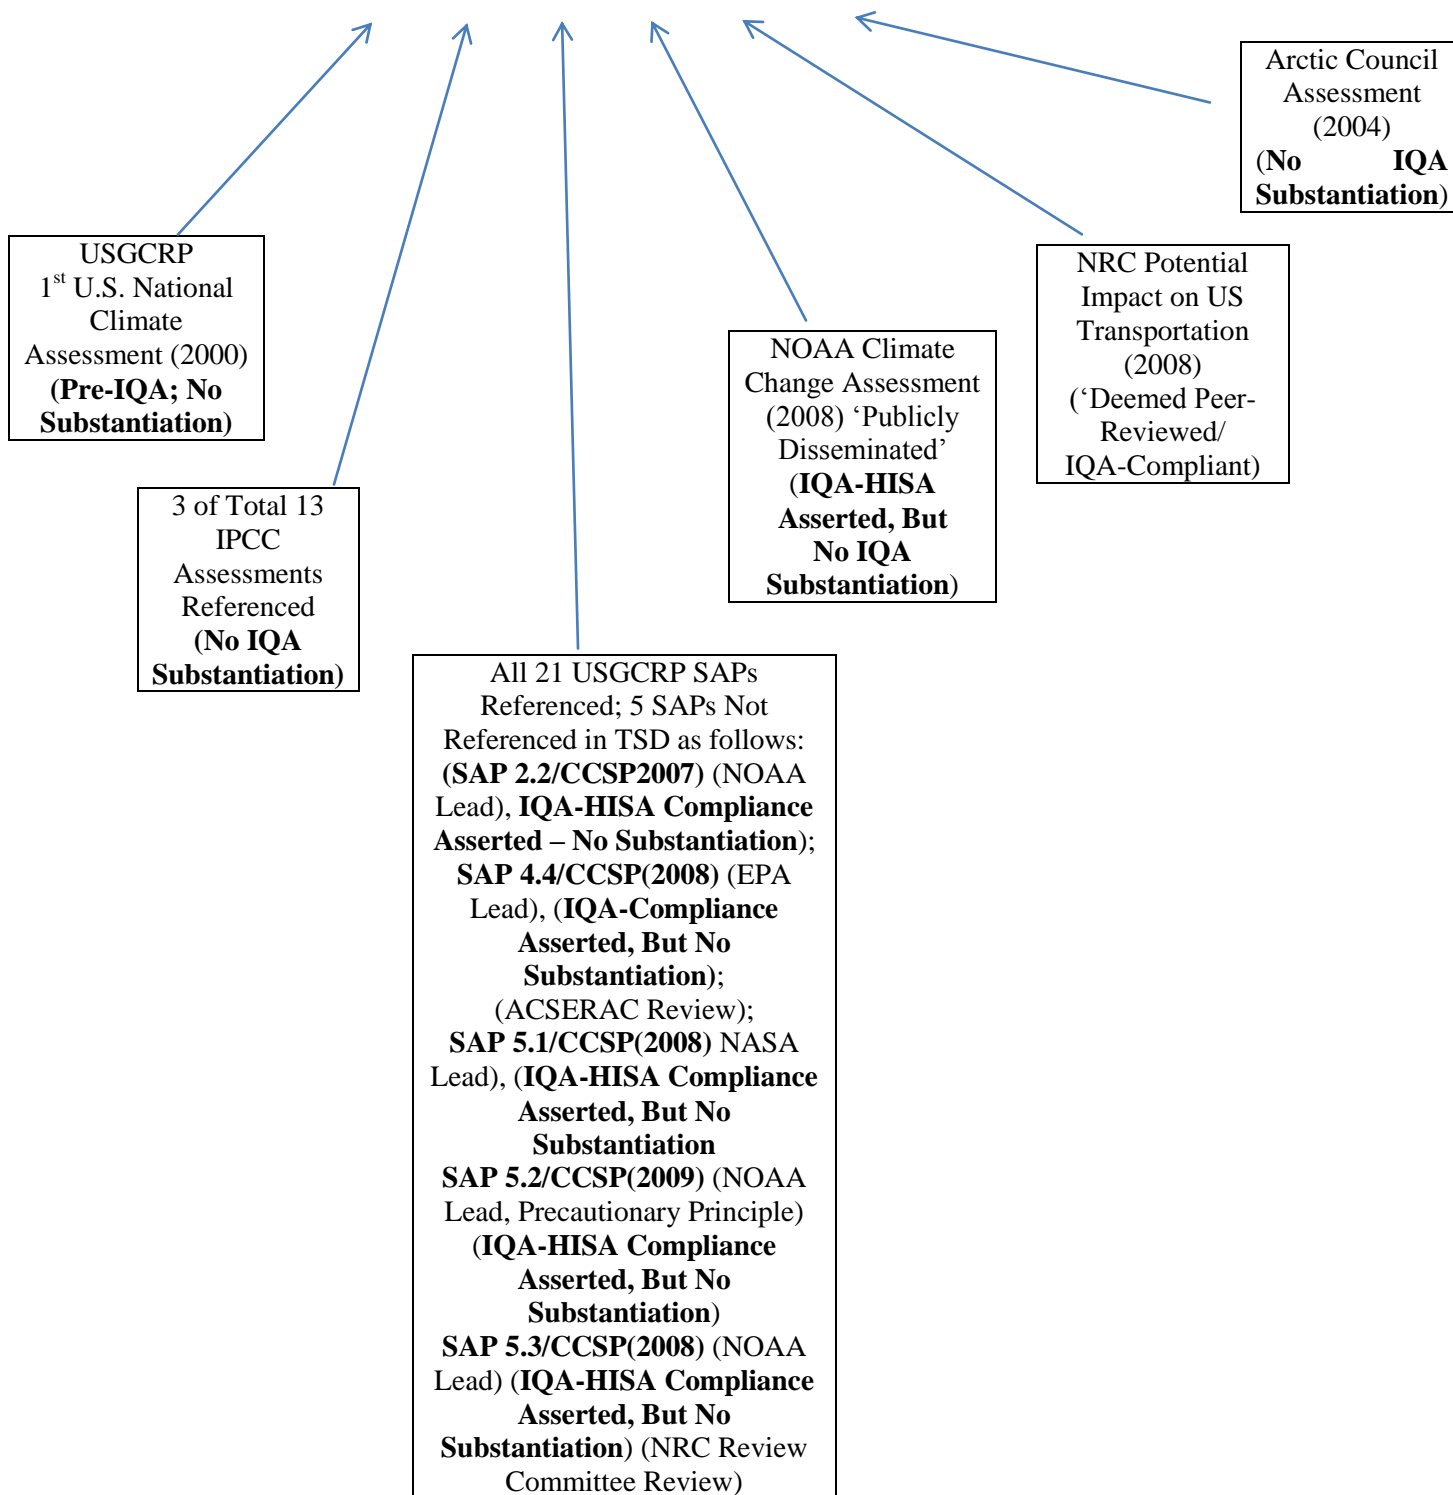 Arctic Council
Assessment
(2004)
(No IQA
Substantiation)
USGCRP
1st U.S. National
Climate
Assessment (2000)
(Pre-IQA; No
Substantiation)
NRC Potential
Impact on US
Transportation
(2008)
(‘Deemed Peer-
Reviewed/
IQA-Compliant)
NOAA Climate
Change Assessment
(2008) ‘Publicly
Disseminated’
(IQA-HISA
Asserted, But
No IQA
Substantiation)
3 of Total 13
IPCC
Assessments
Referenced
(No IQA
Substantiation)
All 21 USGCRP SAPs
Referenced; 5 SAPs Not
Referenced in TSD as follows:
(SAP 2.2/CCSP2007) (NOAA
Lead), IQA-HISA Compliance
Asserted – No Substantiation);
SAP 4.4/CCSP(2008) (EPA
Lead), (IQA-Compliance
Asserted, But No
Substantiation);
(ACSERAC Review);
SAP 5.1/CCSP(2008) NASA
Lead), (IQA-HISA Compliance
Asserted, But No
Substantiation
SAP 5.2/CCSP(2009) (NOAA
Lead, Precautionary Principle)
(IQA-HISA Compliance
Asserted, But No
Substantiation)
SAP 5.3/CCSP(2008) (NOAA
Lead) (IQA-HISA Compliance
Asserted, But No
Substantiation) (NRC Review
Committee Review)